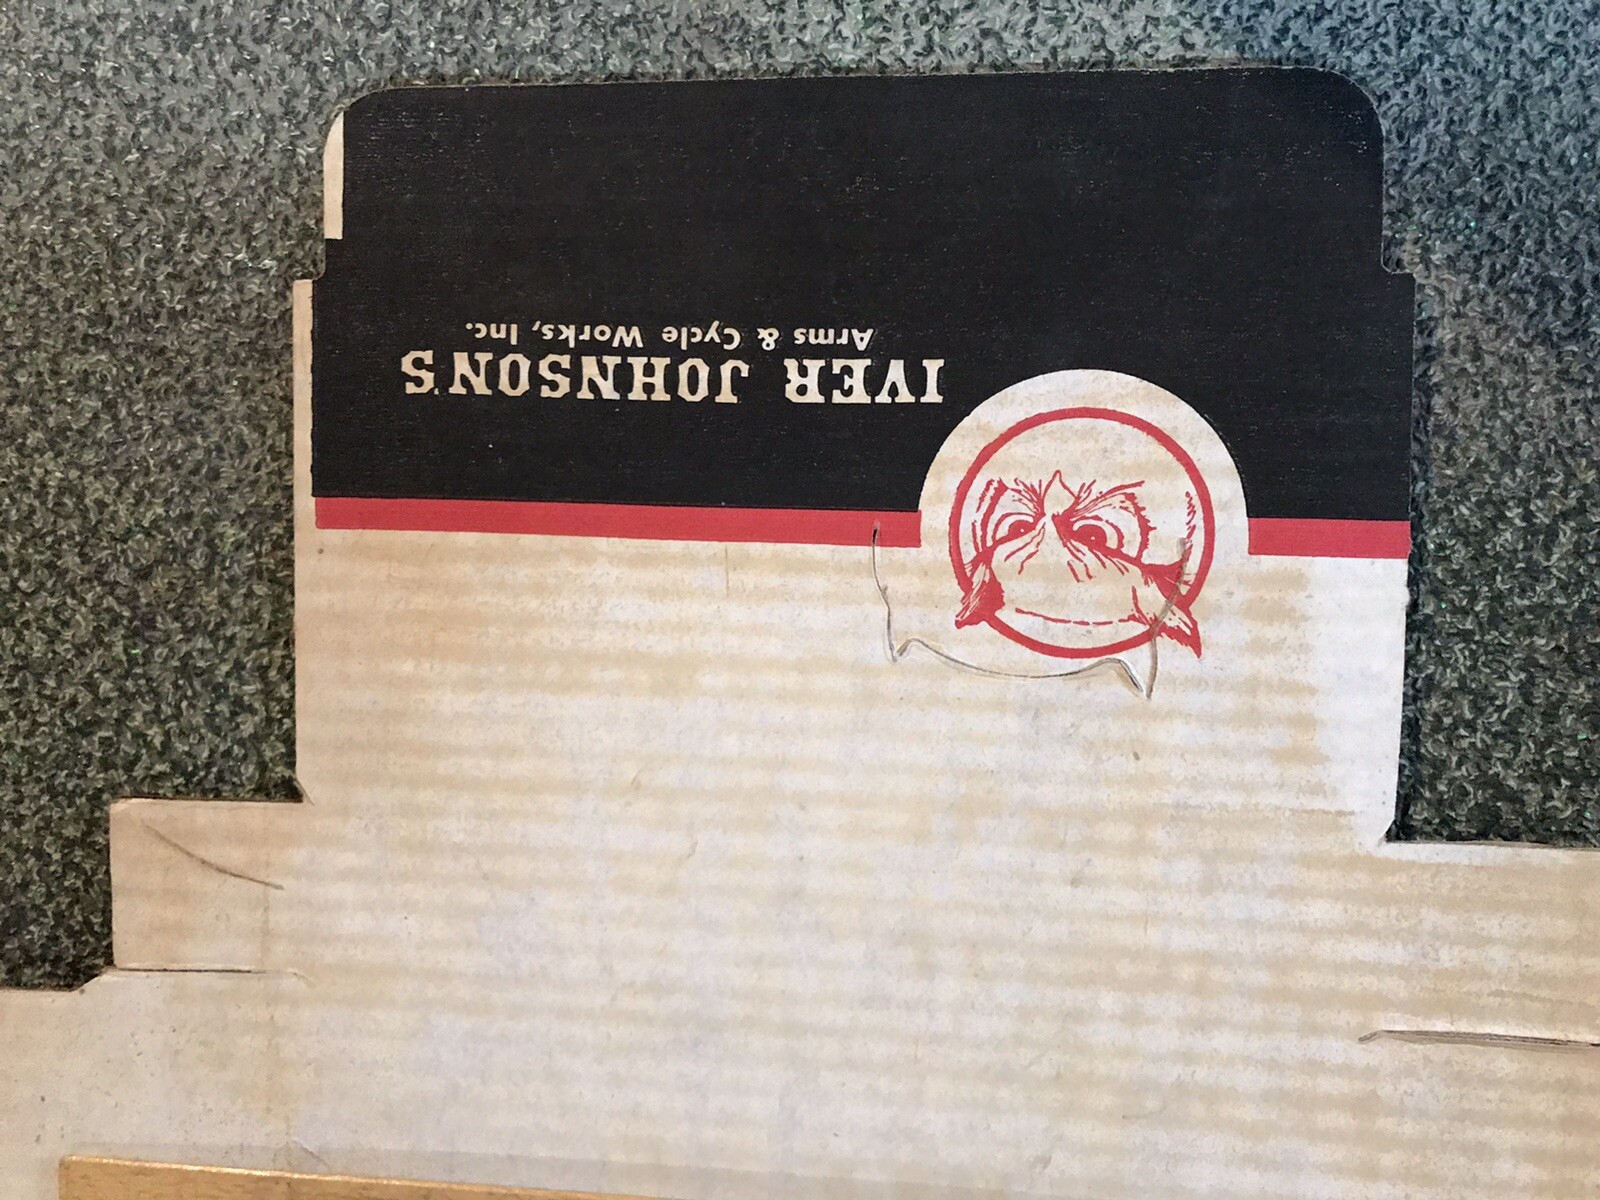 IVER JOHNSON'S
Arms & Cycle Works, Inc.